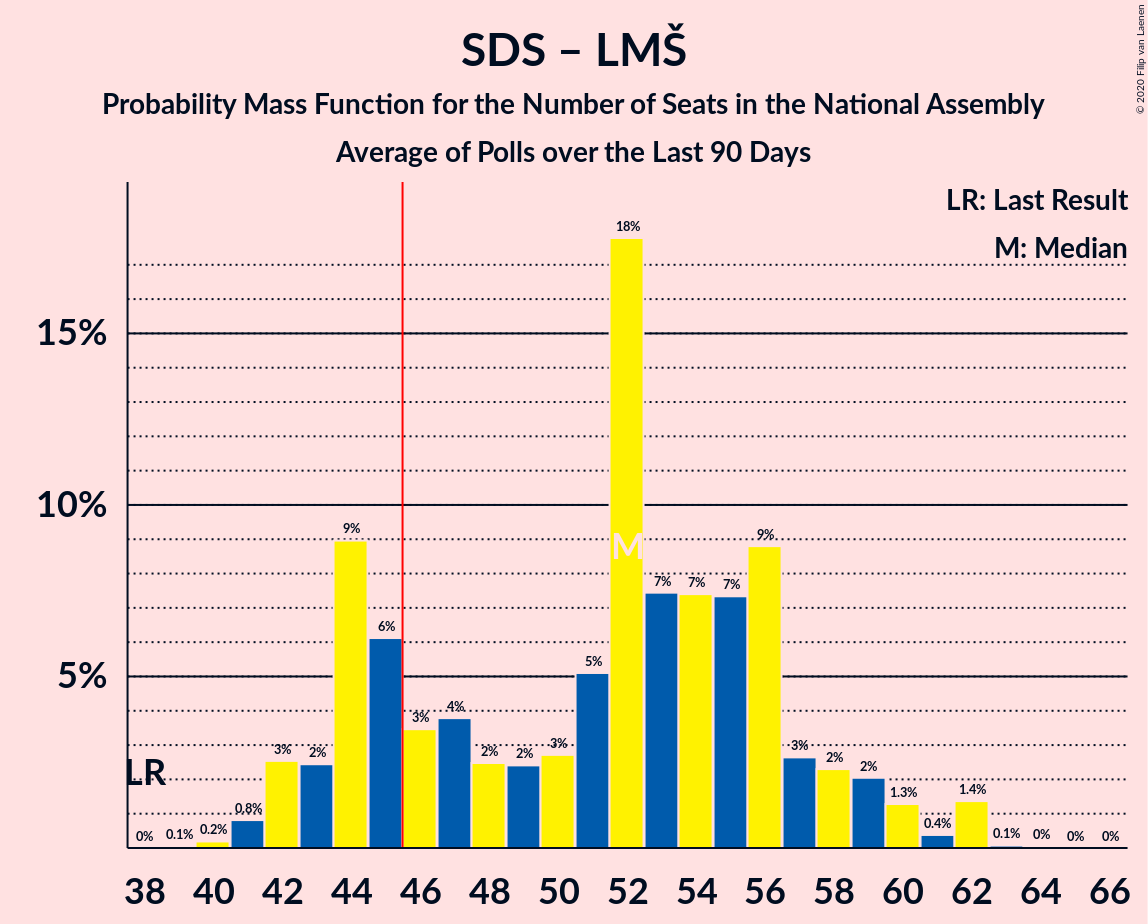 SDS – LMŠ
Probability Mass Function for the Number of Seats in the National Assembly
Average of Polls over the Last 90 Days
© 2020 Filip van Laenen
LR: Last Result
M: Median
15%
10%
5%
LR
M
0% 0.1% 0.2% 0.8% 3% 2% 9% 6% 3% 4% 2% 2% 3% 5% 18% 7% 7% 7% 9% 3% 2% 2% 1.3% 0.4% 1.4% 0.1% 0% 0% 0%
38 40 42 44 46 48 50 52 54 56 58 60 62 64 66